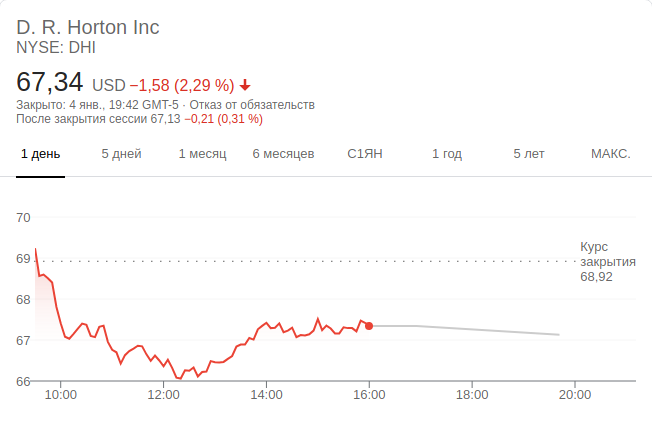 D. R. Horton Inc
NYSE: DHI
67,34 USD −1,58 (2,29 %)
Закрыто: 4 янв., 19:42 GMT-5 · Отказ от обязательств
После закрытия сессии 67,13 −0,21 (0,31 %)
1 день 5 дней 1 месяц 6 месяцев С1ЯН 1 год 5 лет МАКС.
70
69
68
67
66
Курс
закрытия
68,92
10:00 12:00 14:00 16:00 18:00 20:00